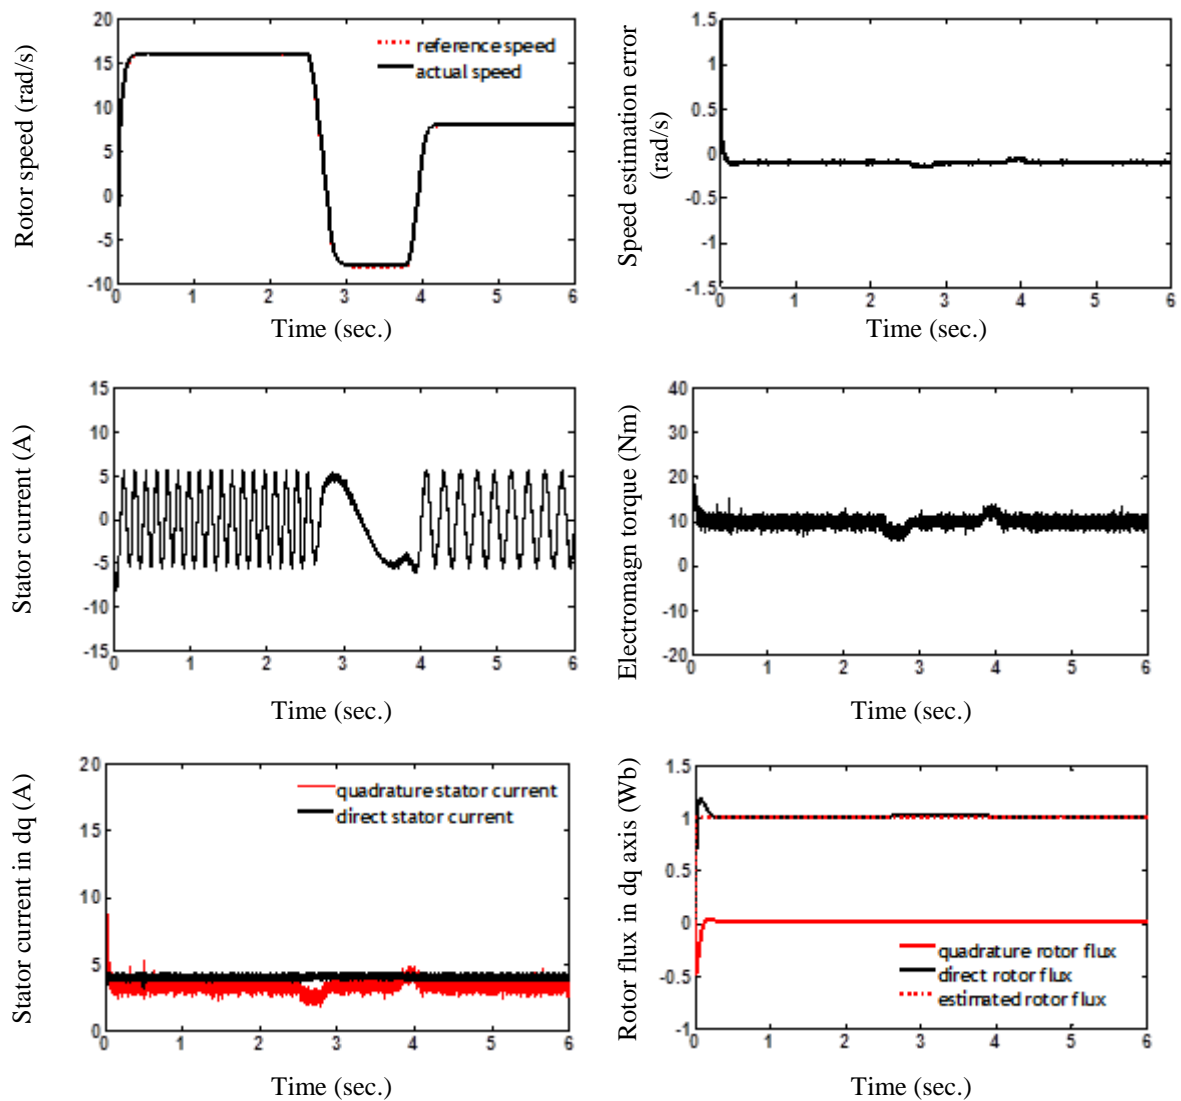 Rotor speed (rad/s)
20
15
10
5
0
-5
-10
reference speed
actual speed
0 1 2 3 4 5 6
Time (sec.)
Speed estimation error
(rad/s)
1.5
1
0.5
0
-0.5
-1
-1.5
0 1 2 3 4 5 6
Time (sec.)
Stator current (A)
15
10
5
0
-5
-10
-15
0 1 2 3 4 5 6
Time (sec.)
Electromagn torque (Nm)
40
30
20
10
0
-10
-20
0 1 2 3 4 5 6
Time (sec.)
Stator current in dq (A)
20
15
10
5
0
quadrature stator current
direct stator current
0 1 2 3 4 5 6
Time (sec.)
Rotor flux in dq axis (Wb)
1.5
1
0.5
0
-0.5
-1
quadrature rotor flux
direct rotor flux
estimated rotor flux
0 1 2 3 4 5 6
Time (sec.)